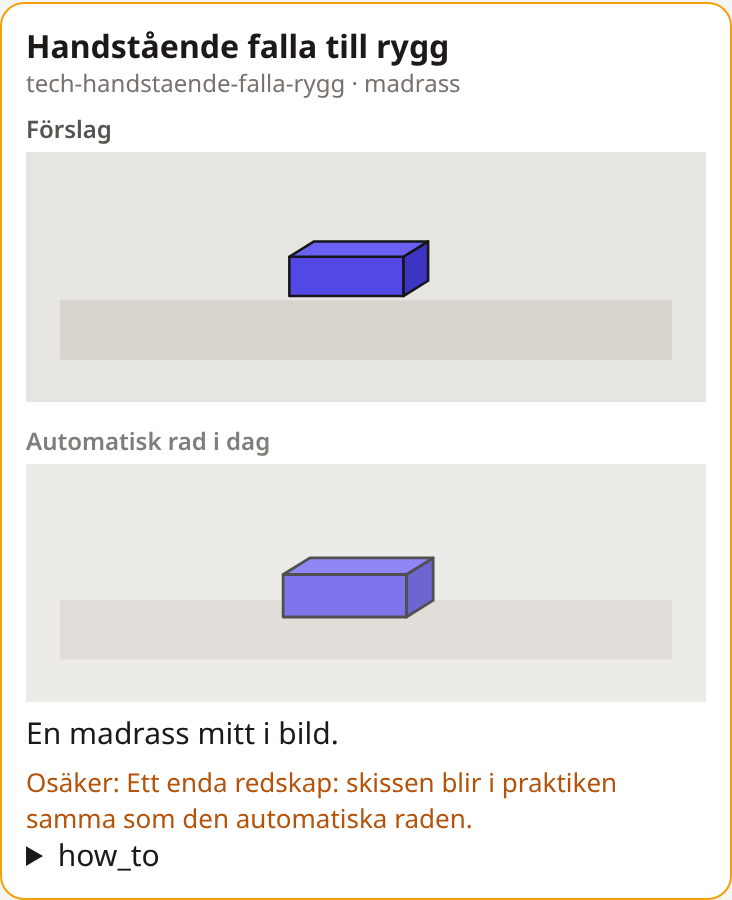 Handstående falla till rygg
tech-handstaende-falla-rygg · madrass
Förslag
Automatisk rad i dag
En madrass mitt i bild.
Osäker: Ett enda redskap: skissen blir i praktiken
samma som den automatiska raden.
▶ how_to